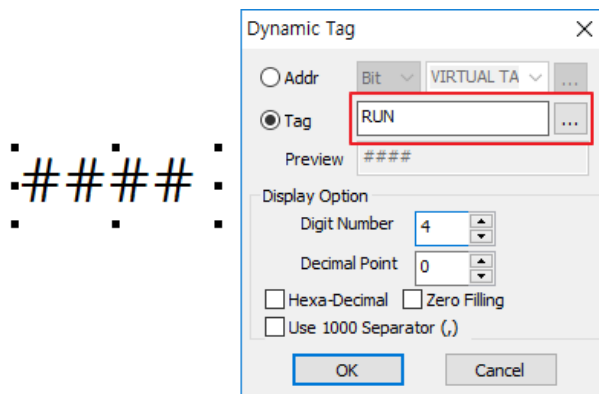 Dynamic Tag
Addr Bit VIRTUAL TA ...
Tag RUN ...
Preview ####
####
Display Option
Digit Number 4
Decimal Point 0
Hexa-Decimal Zero Filling
Use 1000 Separator (,)
OK Cancel